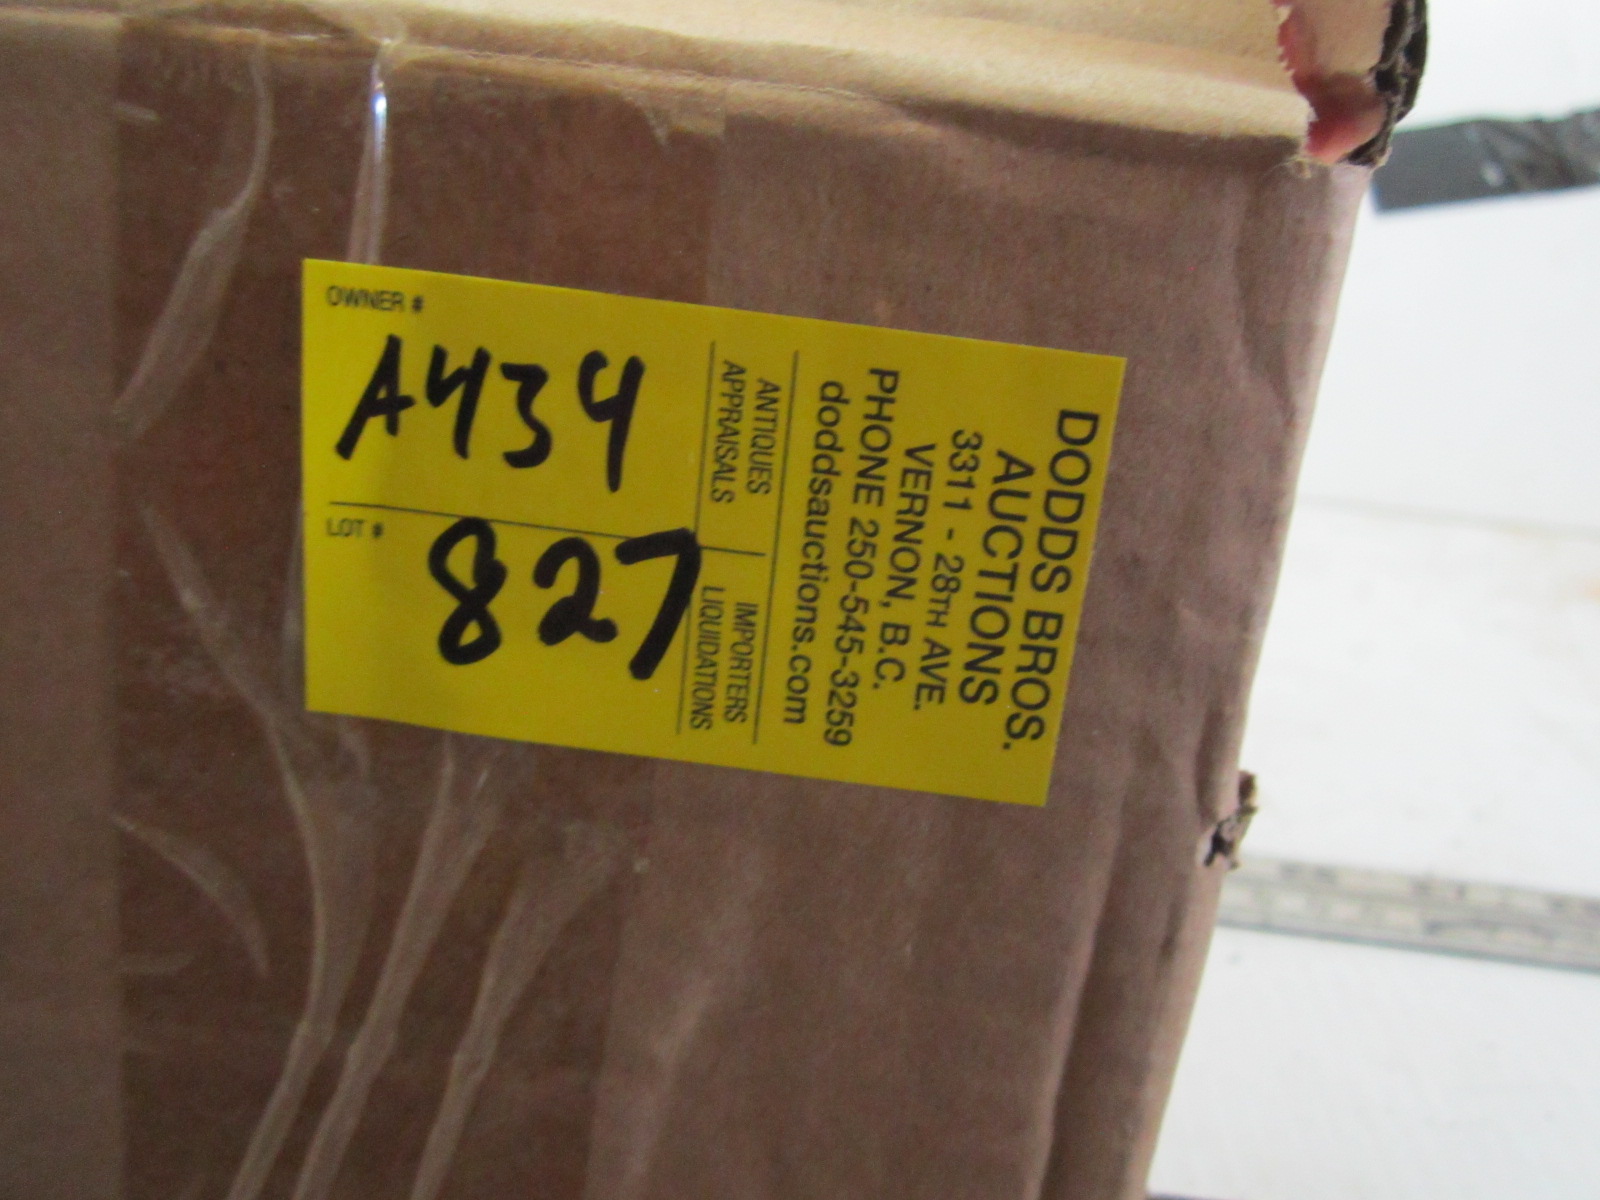 DODDS BROS.
AUCTIONS
3311 - 28TH AVE.
VERNON, B.C.
PHONE 250-545-3259
doddsauctions.com
ANTIQUES
APPRAISALS
IMPORTERS
LIQUIDATIONS
OWNER #
A434
LOT #
827